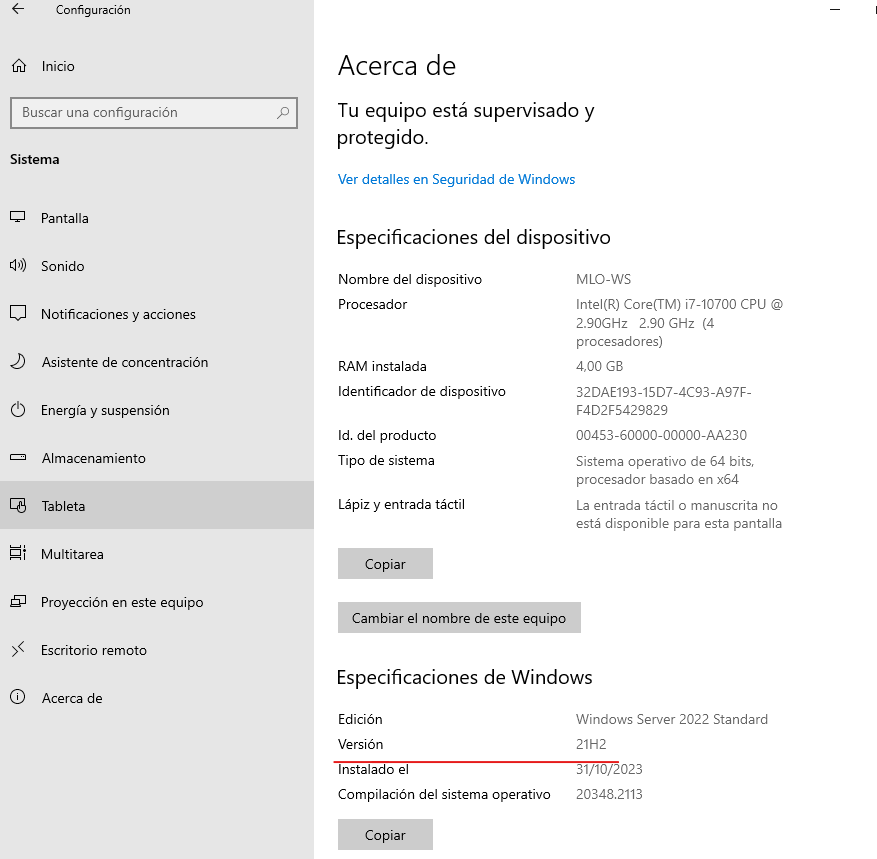 Configuración
Inicio
Buscar una configuración
Sistema
Pantalla
Sonido
Notificaciones y acciones
Asistente de concentración
Energía y suspensión
Almacenamiento
Tableta
Multitarea
Proyección en este equipo
Escritorio remoto
Acerca de
Acerca de
Tu equipo está supervisado y
protegido.
Ver detalles en Seguridad de Windows
Especificaciones del dispositivo
Nombre del dispositivo MLO-WS
Procesador Intel(R) Core(TM) i7-10700 CPU @
2.90GHz 2.90 GHz (4
procesadores)
RAM instalada 4,00 GB
Identificador de dispositivo 32DAE193-15D7-4C93-A97F-
F4D2F5429829
Id. del producto 00453-60000-00000-AA230
Tipo de sistema Sistema operativo de 64 bits,
procesador basado en x64
Lápiz y entrada táctil La entrada táctil o manuscrita no
está disponible para esta pantalla
Copiar
Cambiar el nombre de este equipo
Especificaciones de Windows
Edición Windows Server 2022 Standard
Versión 21H2
Instalado el 31/10/2023
Compilación del sistema operativo 20348.2113
Copiar